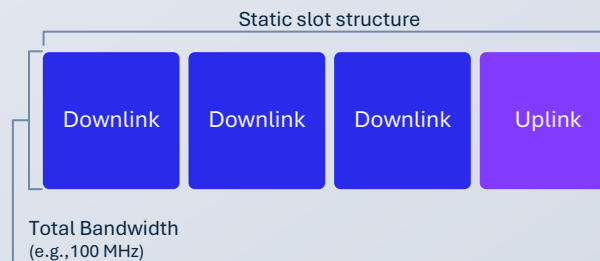 Static slot structure
Downlink Downlink Downlink Uplink
Total Bandwidth
(e.g.,100 MHz)